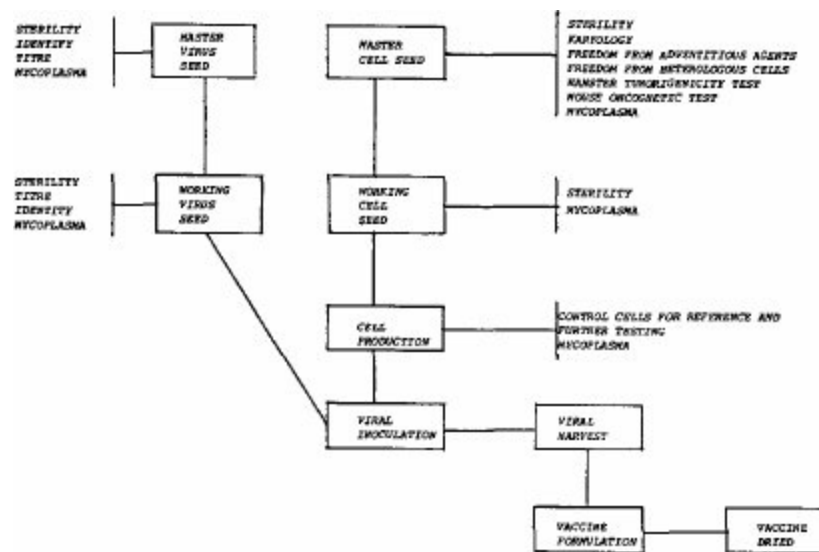 STERILITY
IDENTIFY
TITRE
MYCOPLASMA
MASTER
VIRUS
SEED
MASTER
CELL SEED
STERILITY
KARYOLOGY
FREEDOM FROM ADVENTITIOUS AGENTS
FREEDOM FROM HETEROLOGOUS CELLS
HAMSTER TUMORIGENICITY TEST
MOUSE ONCOGNETIC TEST
MYCOPLASMA
STERILITY
TITRE
IDENTITY
MYCOPLASMA
WORKING
VIRUS
SEED
WORKING
CELL
SEED
STERILITY
MYCOPLASMA
CELL
PRODUCTION
CONTROL CELLS FOR REFERENCE AND
FURTHER TESTING
MYCOPLASMA
VIRAL
INOCULATION
VIRAL
HARVEST
VACCINE
FORMULATION
VACCINE
DRIED